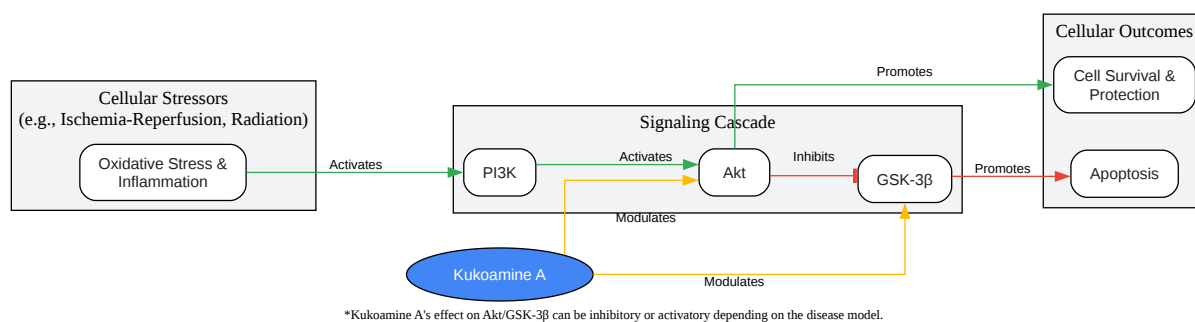 Cellular Outcomes
Cell Survival &
Protection
Promotes
Cellular Stressors
(e.g., Ischemia-Reperfusion, Radiation)
Oxidative Stress &
Inflammation
Activates
Signaling Cascade
PI3K
Activates
Akt
Inhibits
GSK-3β
Promotes
Apoptosis
Modulates
Kukoamine A
Modulates
*Kukoamine A's effect on Akt/GSK-3β can be inhibitory or activatory depending on the disease model.